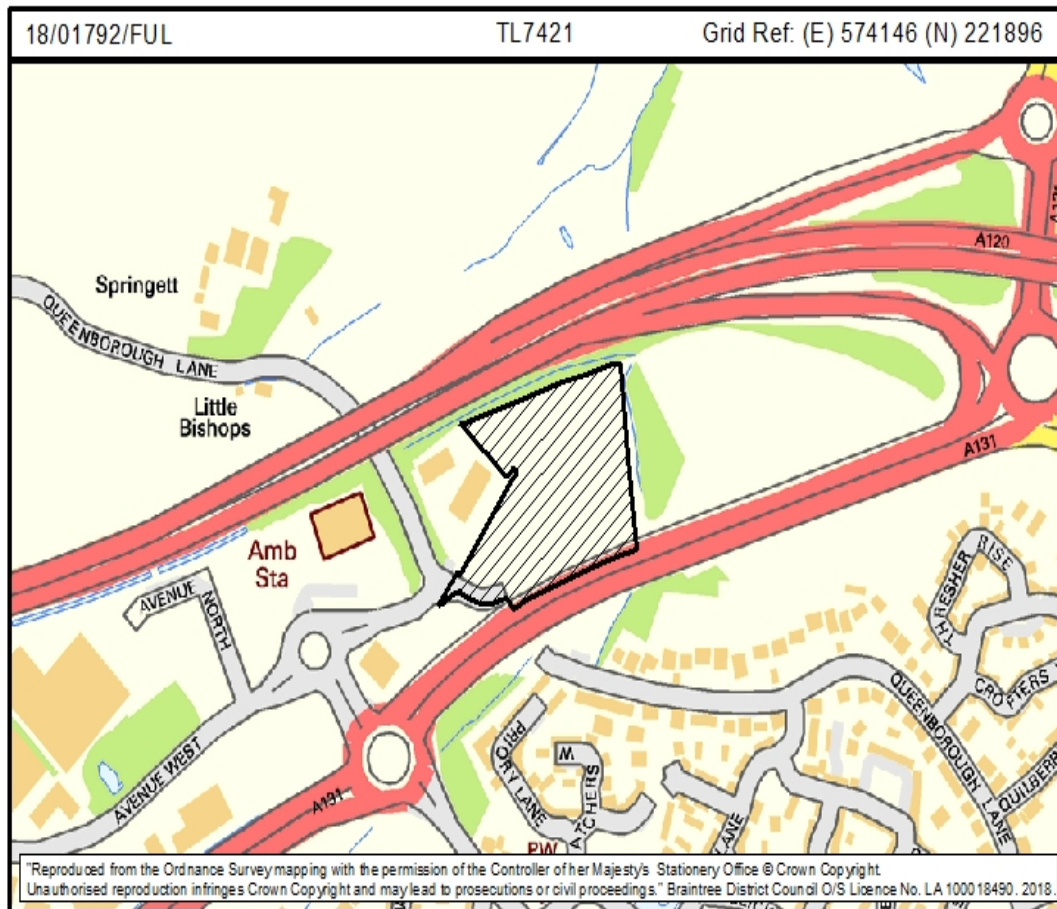 18/01792/FUL TL7421 Grid Ref: (E) 574146 (N) 221896
A120
Springett
QUEENBOROUGH LANE
Little
Bishops
A131
Amb
Sta
AVENUE NORTH
THRESHER RISE
CROFTERS
QUEENBOROUGH LANE
PRIORY LANE
W
AVENUE WEST
A131
LANE
PW
"Reproduced from the Ordnance Survey mapping with the permission of the Controller of her Majesty's Stationery Office © Crown Copyright.
Unauthorised reproduction infringes Crown Copyright and may lead to prosecutions or civil proceedings." Braintree District Council O/S Licence No. LA 100018490. 2018.